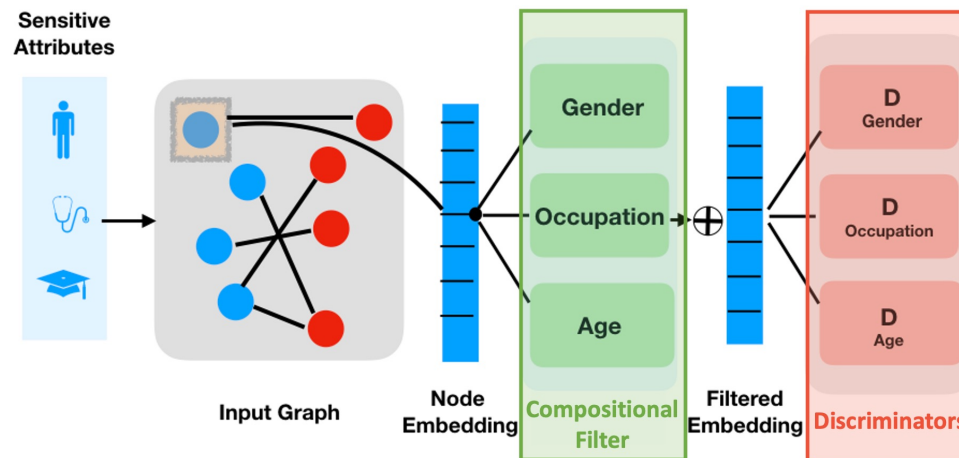 Sensitive
Attributes
Input Graph
Node
Embedding
Gender
Occupation
Age
Compositional
Filter
Filtered
Embedding
D
Gender
D
Occupation
D
Age
Discriminators